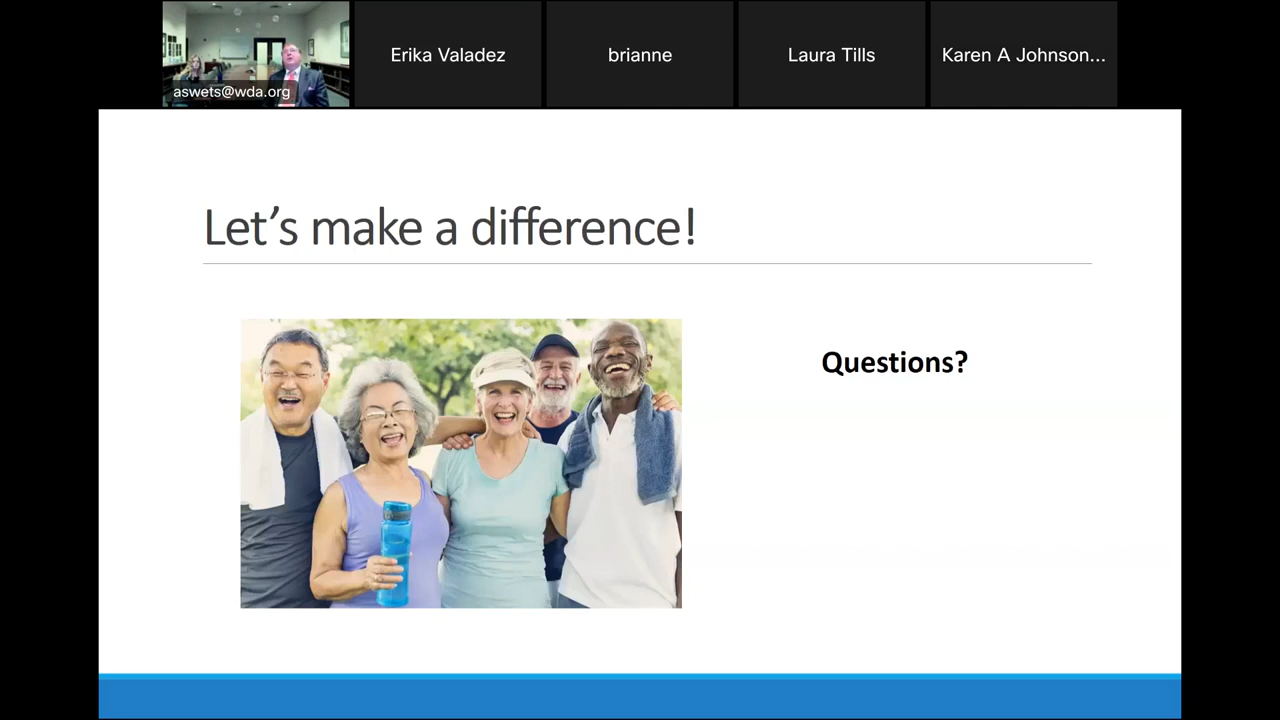 aswets@wda.org
Erika Valadez
brianne
Laura Tills
Karen A Johnson...
Let’s make a difference!
Questions?